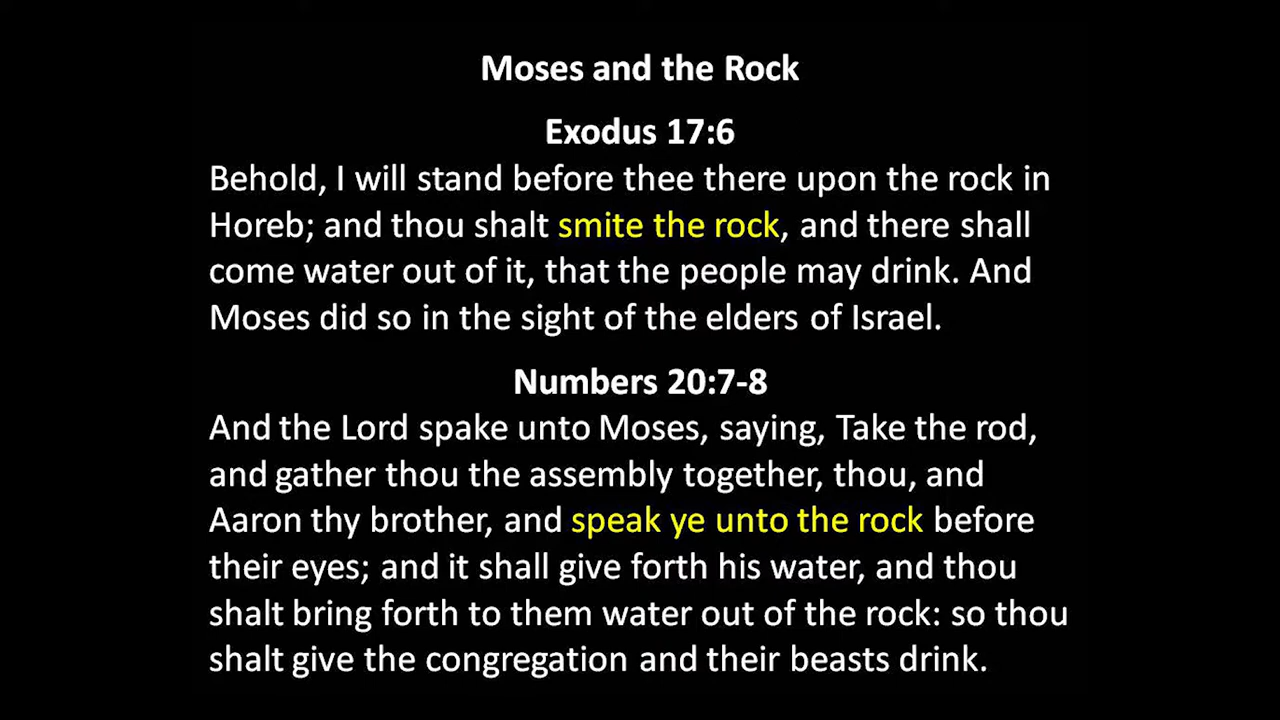 Moses and the Rock
Exodus 17:6
Behold, I will stand before thee there upon the rock in
Horeb; and thou shalt smite the rock, and there shall
come water out of it, that the people may drink. And
Moses did so in the sight of the elders of Israel.
Numbers 20:7-8
And the Lord spake unto Moses, saying, Take the rod,
and gather thou the assembly together, thou, and
Aaron thy brother, and speak ye unto the rock before
their eyes; and it shall give forth his water, and thou
shalt bring forth to them water out of the rock: so thou
shalt give the congregation and their beasts drink.